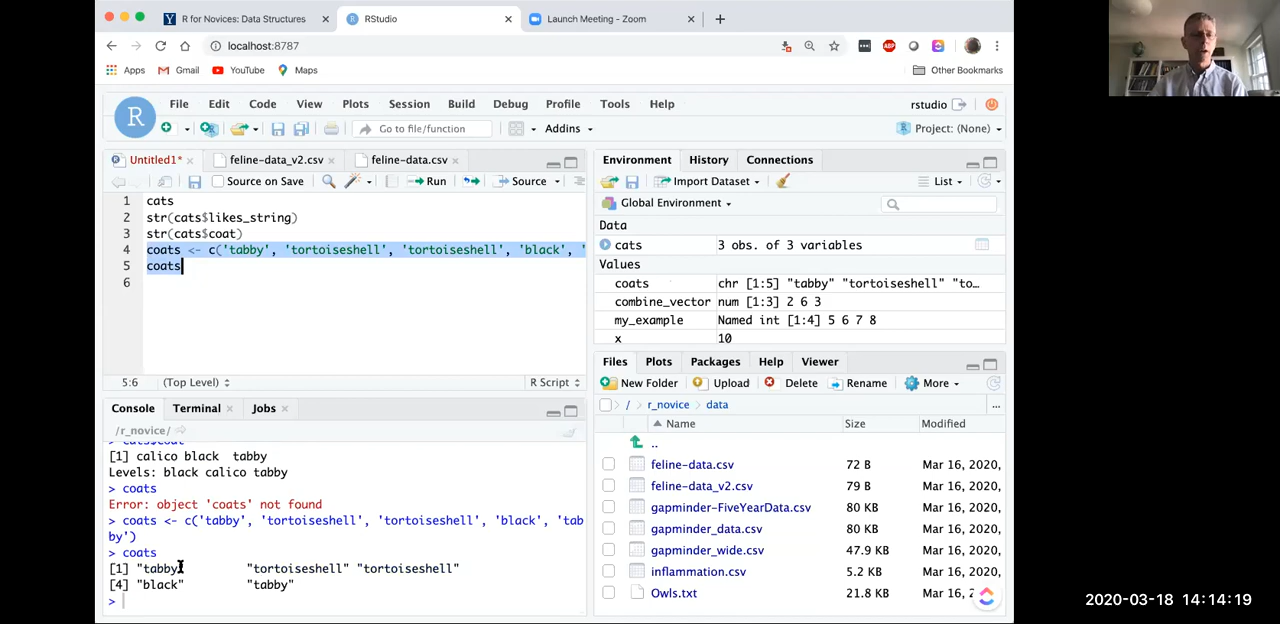 R for Novices: Data Structures
RStudio
Launch Meeting - Zoom
localhost:8787
ABP
Apps
Gmail
YouTube
Maps
Other Bookmarks
R
File Edit Code View Plots Session Build Debug Profile Tools Help
rstudio
Go to file/function
Addins
Project: (None)
Untitled1*
feline-data_v2.csv
feline-data.csv
Source on Save
Run
Source
1 cats
2 str(cats$likes_string)
3 str(cats$coat)
4 coats <- c('tabby', 'tortoiseshell', 'tortoiseshell', 'black', '
5 coats
6
5:6 (Top Level) R Script
Console Terminal Jobs
/r_novice/
> cats$coat
[1] calico black  tabby
Levels: black calico tabby
> coats
Error: object 'coats' not found
> coats <- c('tabby', 'tortoiseshell', 'tortoiseshell', 'black', 'tab
by')
> coats
[1] "tabby" "tortoiseshell" "tortoiseshell"
[4] "black" "tabby"
>
Environment History Connections
Import Dataset
List
Global Environment
Data
cats 3 obs. of 3 variables
Values
coats chr [1:5] "tabby" "tortoiseshell" "to…
combine_vector num [1:3] 2 6 3
my_example Named int [1:4] 5 6 7 8
x 10
Files Plots Packages Help Viewer
New Folder Upload Delete Rename More
/ r_novice data
...
Name Size Modified
..
feline-data.csv 72 B Mar 16, 2020,
feline-data_v2.csv 79 B Mar 16, 2020,
gapminder-FiveYearData.csv 80 KB Mar 16, 2020,
gapminder_data.csv 80 KB Mar 16, 2020,
gapminder_wide.csv 47.9 KB Mar 16, 2020,
inflammation.csv 5.2 KB Mar 16, 2020,
Owls.txt 21.8 KB Mar 16, 2
2020-03-18 14:14:19